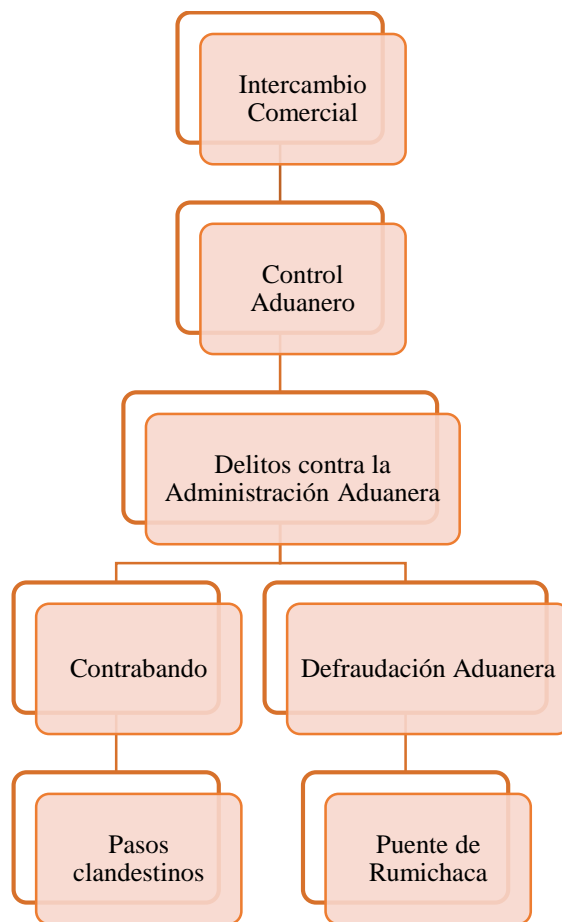 Intercambio
Comercial
Control
Aduanero
Delitos contra la
Administración Aduanera
Contrabando
Defraudación Aduanera
Pasos
clandestinos
Puente de
Rumichaca